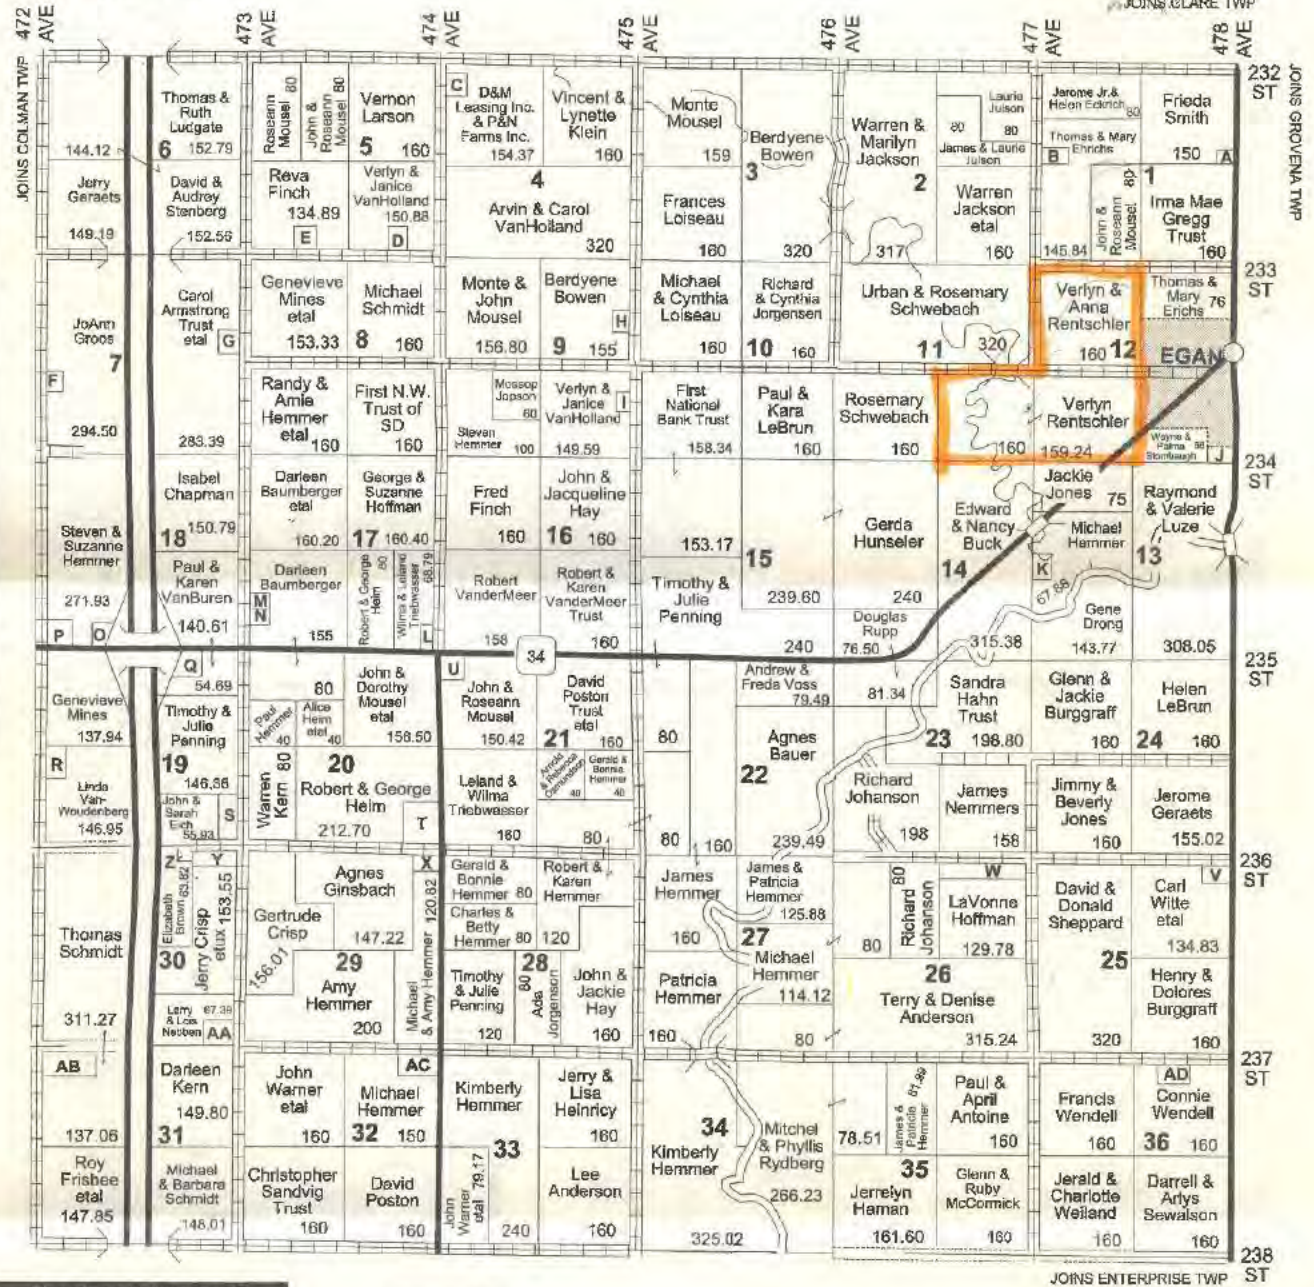 JOINS CLARE TWP
472 AVE
473 AVE
474 AVE
475 AVE
476 AVE
477 AVE
478 AVE
JOINS COLMAN TWP
JOINS GROVENA TWP
232 ST
144.12
Thomas &
Ruth
Ludgate
6 152.79
Jerry
Geraets
149.19
David &
Audrey
Stenberg
152.56
Roseann
Mousel 80
John &
Roseann
Mousel 80
Vernon
Larson
5 160
Reva
Finch
134.89
E
Verlyn &
Janice
VanHolland
150.88
D
C
D&M
Leasing Inc.
& P&N
Farms Inc.
154.37
Vincent &
Lynette
Klein
160
4
Arvin & Carol
VanHolland
320
Monte
Mousel
159
Berdyene
Bowen
3
320
Frances
Loiseau
160
Warren &
Marilyn
Jackson
2
317
80
Laurie
Julson
80
James & Laurie
Julson
Warren
Jackson
etal
160
Jerome Jr.&
Helen Eckrich
80
Thomas & Mary
Ehrichs
B
145.84
John &
Roseann
Mousel
80
Frieda
Smith
150 A
1
Irma Mae
Gregg
Trust
160
233 ST
JoAnn
Groos
7
F
294.50
Carol
Armstrong
Trust
etal
G
283.39
Genevieve
Mines
etal
153.33
Michael
Schmidt
8 160
Monte &
John
Mousel
156.80
Berdyene
Bowen
H
9 155
Michael
& Cynthia
Loiseau
160
Richard
& Cynthia
Jorgensen
10 160
Urban & Rosemary
Schwebach
11 320
Verlyn &
Anna
Rentschler
160 12
Thomas &
Mary 76
Erichs
EGAN
Randy &
Amie
Hemmer
etal 160
First N.W.
Trust of
SD
160
Mossop
Jopson
60
Steven
Hemmer 100
Verlyn &
Janice
VanHolland
I
149.59
First
National
Bank Trust
158.34
Paul &
Kara
LeBrun
160
Rosemary
Schwebach
160
160
Verlyn
Rentschler
159.24
Wayne &
Palma
Stombaugh
J
234 ST
Steven &
Suzanne
Hemmer
271.93
P
O
Isabel
Chapman
18 150.79
Paul &
Karen
VanBuren
140.61
Darleen
Baumberger
etal
160.20
George &
Suzanne
Hoffman
17 160.40
Darleen
Baumberger
M
N
155
Robert & George
Heim 80
Wilma & Leland
Triebwasser 68.79
L
Fred
Finch
160
John &
Jacqueline
Hay
16 160
Robert
VanderMeer
158
Robert &
Karen
VanderMeer
Trust
160
34
153.17
15
239.60
Timothy &
Julie
Penning
240
Gerda
Hunseler
240
Douglas
Rupp
76.50
Edward
& Nancy
Buck
14
315.38
Jackie
Jones
75
Michael
Hemmer
K
67.68
Raymond
& Valerie
Luze
13
308.05
Gene
Drong
143.77
235 ST
Genevieve
Mines
137.94
Q
54.69
Timothy &
Julie
Penning
19
146.36
R
Linda
Van-
Woudenberg
146.95
John &
Sarah
Eich
55.93
S
80
Paul
Hemmer
40
Alice
Heim
etal 40
John &
Dorothy
Mousel
etal
156.50
Warren
Kern 80
20
Robert & George
Heim
212.70
T
U
John &
Roseann
Mousel
150.42
David
Poston
Trust
etal
21 160
Leland &
Wilma
Triebwasser
160
Arnold
& Rebecca
Osmundson
40
Gerald &
Bonnie
Hemmer
40
80
80
80 160
Andrew &
Freda Voss
79.49
Agnes
Bauer
22
239.49
81.34
Sandra
Hahn
Trust
23 198.80
Richard
Johanson
198
James
Nemmers
158
Glenn &
Jackie
Burggraff
160
Helen
LeBrun
24 160
Jimmy &
Beverly
Jones
160
Jerome
Geraets
155.02
236 ST
Thomas
Schmidt
311.27
Z
Elizabeth
Brown 63.82
Y
Jerry Crisp
etux 153.55
30
Larry
& Lois
Nebben
67.39
AA
Agnes
Ginsbach
147.22
Gertrude
Crisp
156.01
29
Amy
Hemmer
200
X
Michael
& Amy Hemmer 120.82
Gerald &
Bonnie
Hemmer 80
Charles &
Betty
Hemmer 80
Robert &
Karen
Hemmer
120
Timothy
& Julie
Penning
120
28
Ada
Jorgenson
80
John &
Jackie
Hay
160
James
Hemmer
160
James &
Patricia
Hemmer
125.88
27
Michael
Hemmer
114.12
80
Patricia
Hemmer
160
80
Richard
Johanson
80
W
LaVonne
Hoffman
129.78
26
Terry & Denise
Anderson
315.24
David &
Donald
Sheppard
25
320
V
Carl
Witte
etal
134.83
Henry &
Dolores
Burggraff
160
237 ST
AB
137.06
Roy
Frisbee
etal
147.85
Darleen
Kern
149.80
31
Michael
& Barbara
Schmidt
148.01
John
Warner
etal
160
AC
Michael
Hemmer
32 150
Christopher
Sandvig
Trust
160
David
Poston
160
Kimberly
Hemmer
33
John
Warner
etal 79.17
240
Jerry &
Lisa
Heinricy
160
Lee
Anderson
160
34
Kimberly
Hemmer
325.02
Mitchel
& Phyllis
Rydberg
266.23
78.51
James &
Patricia
Hemmer
81.89
35
Jerrelyn
Haman
161.60
Paul &
April
Antoine
160
Glenn &
Ruby
McCormick
160
Francis
Wendell
160
AD
Connie
Wendell
36 160
Jerald &
Charlotte
Weiland
160
Darrell &
Arlys
Sewalson
160
238 ST
JOINS ENTERPRISE TWP